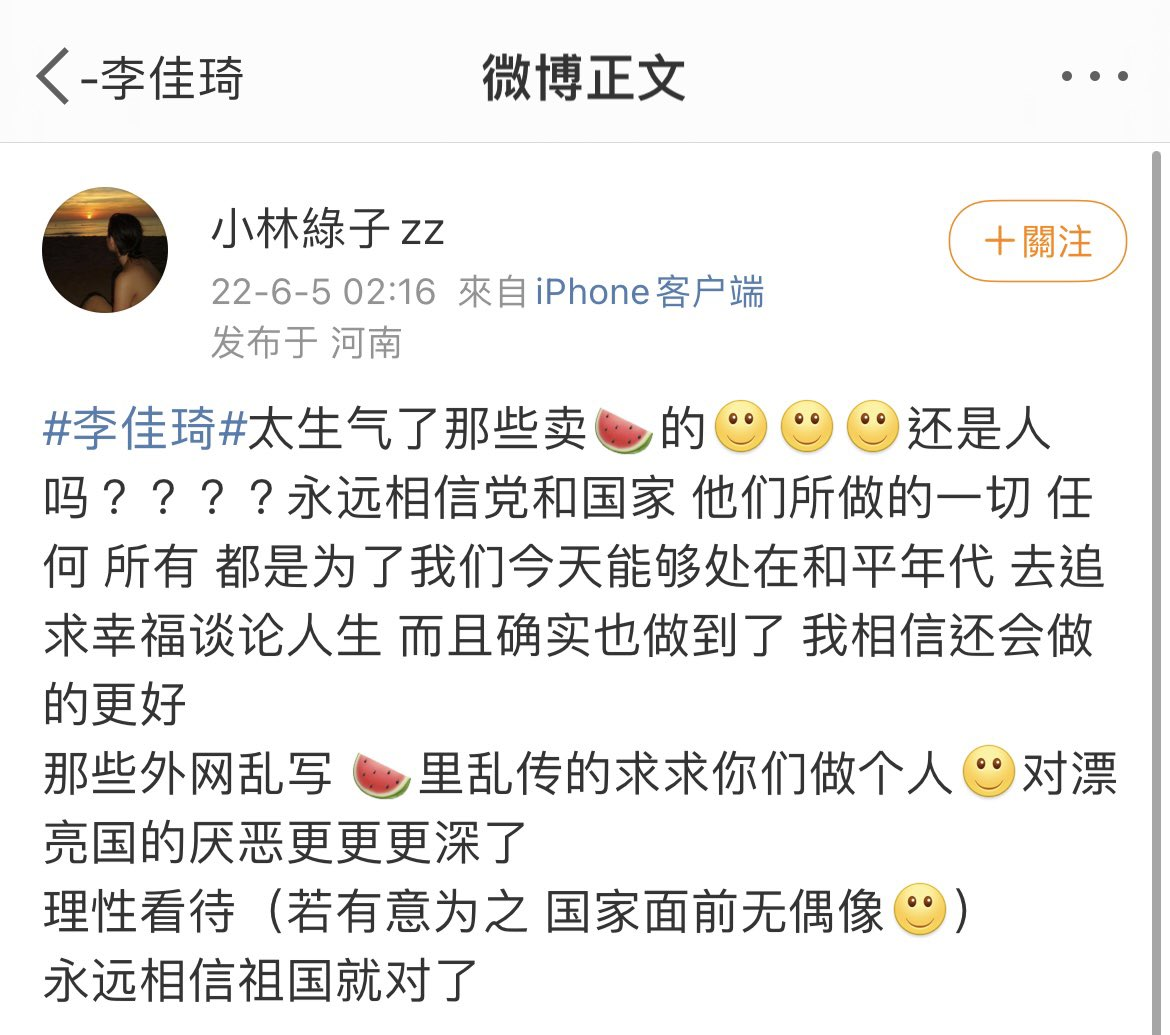 -李佳琦
微博正文
小林綠子zz
+關注
22-6-5 02:16 來自 iPhone客户端
发布于 河南
#李佳琦#太生气了那些卖🍉的🙂🙂🙂还是人
吗？？？？永远相信党和国家 他们所做的一切 任
何 所有 都是为了我们今天能够处在和平年代 去追
求幸福谈论人生 而且确实也做到了 我相信还会做
的更好
那些外网乱写 🍉里乱传的求求你们做个人🙂对漂
亮国的厌恶更更更深了
理性看待（若有意为之 国家面前无偶像🙂）
永远相信祖国就对了